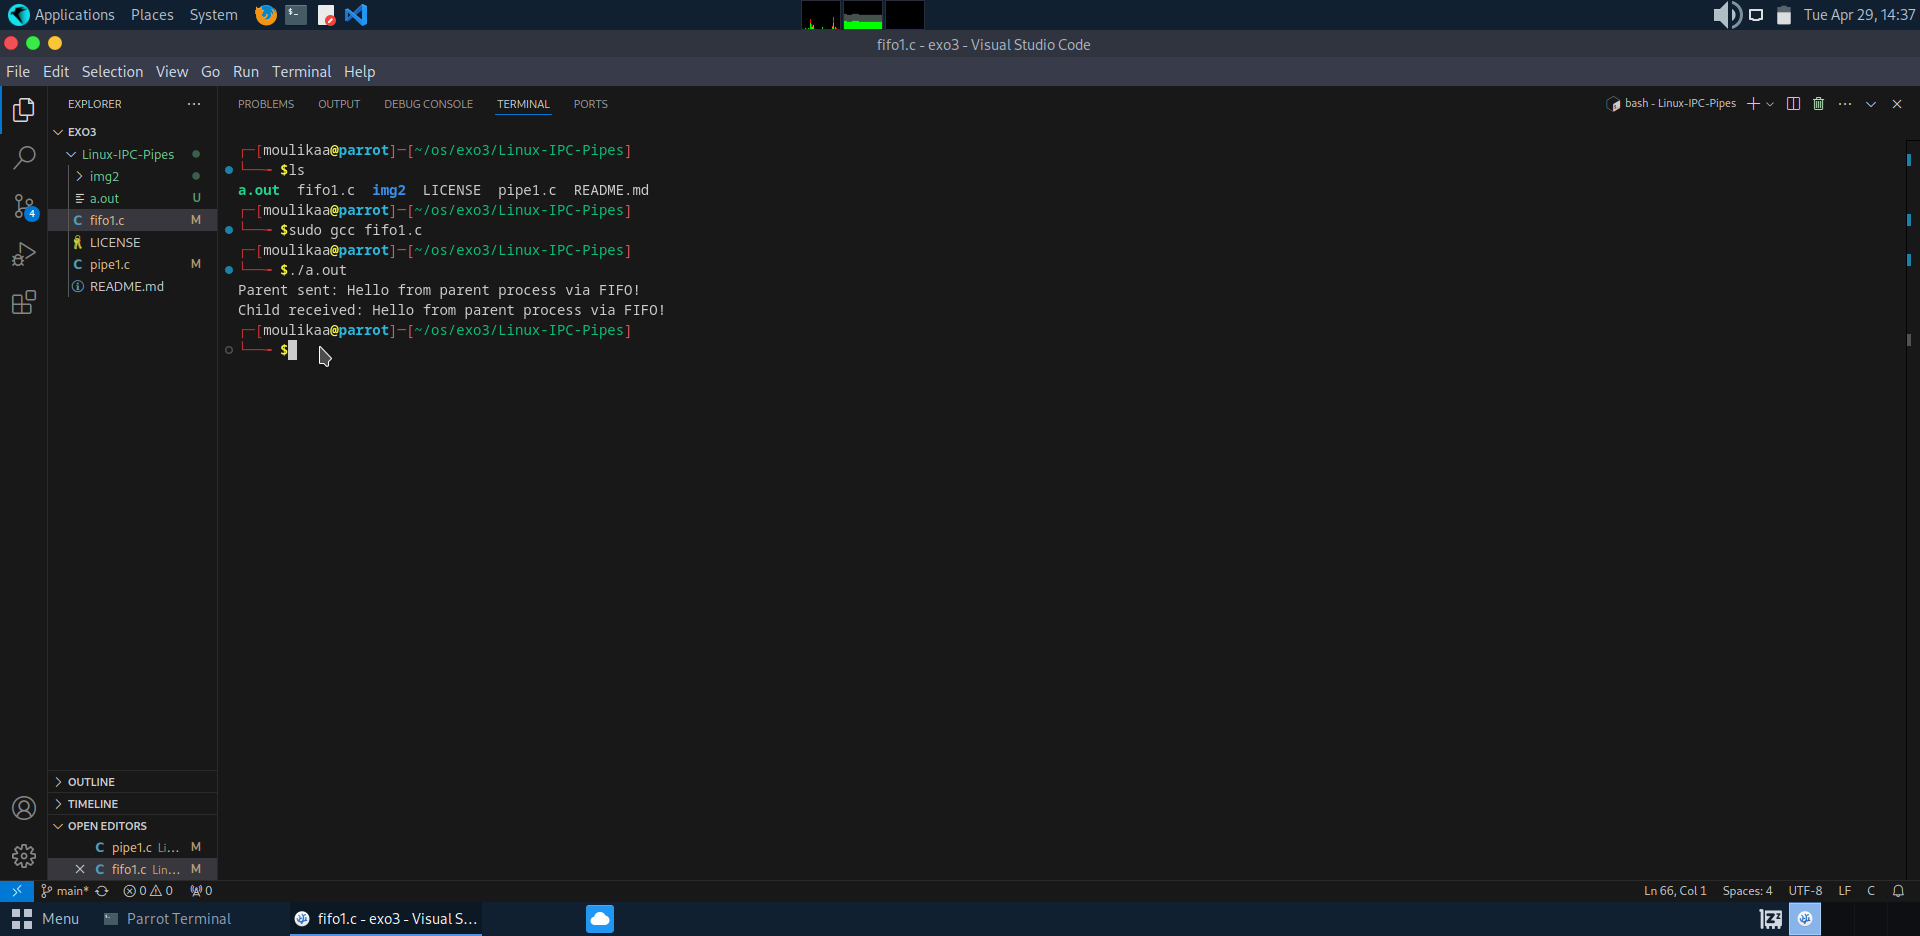 Applications Places System Tue Apr 29, 14:37
fifo1.c - exo3 - Visual Studio Code
File Edit Selection View Go Run Terminal Help
EXPLORER ··· PROBLEMS OUTPUT DEBUG CONSOLE TERMINAL PORTS bash - Linux-IPC-Pipes
EXO3
Linux-IPC-Pipes
img2
a.out U
C fifo1.c M
LICENSE
C pipe1.c M
README.md
4
┌─[moulikaa@parrot]─[~/os/exo3/Linux-IPC-Pipes]
└──╼ $ls
a.out fifo1.c img2 LICENSE pipe1.c README.md
┌─[moulikaa@parrot]─[~/os/exo3/Linux-IPC-Pipes]
└──╼ $sudo gcc fifo1.c
┌─[moulikaa@parrot]─[~/os/exo3/Linux-IPC-Pipes]
└──╼ $./a.out
Parent sent: Hello from parent process via FIFO!
Child received: Hello from parent process via FIFO!
┌─[moulikaa@parrot]─[~/os/exo3/Linux-IPC-Pipes]
└──╼ $
OUTLINE
TIMELINE
OPEN EDITORS
C pipe1.c Li... M
C fifo1.c Lin... M
main* 0 0 0 Ln 66, Col 1 Spaces: 4 UTF-8 LF C
Menu Parrot Terminal fifo1.c - exo3 - Visual S...